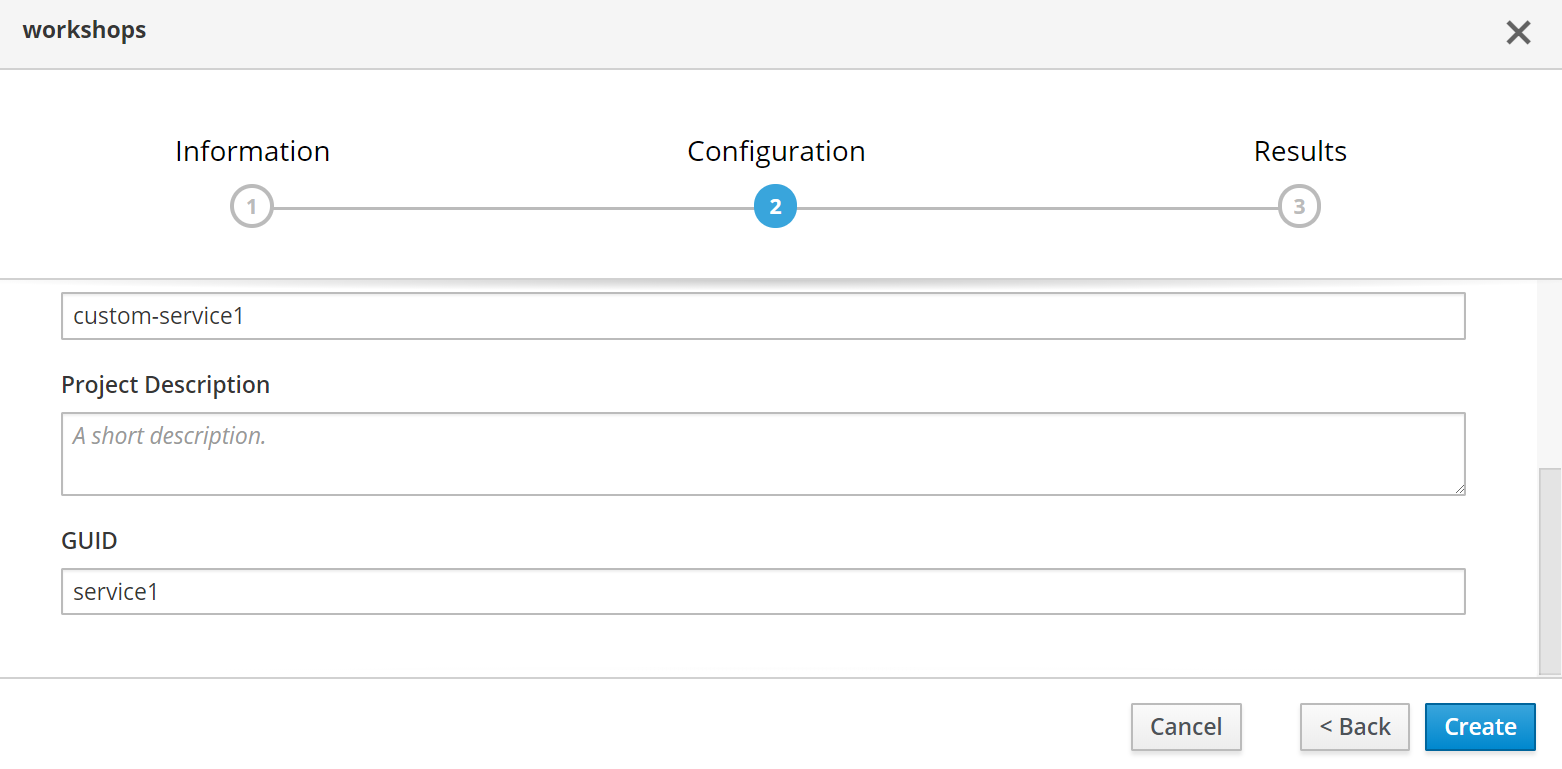 workshops
Information
Configuration
Results
1
2
3
custom-service1
Project Description
A short description.
GUID
service1
Cancel
< Back
Create